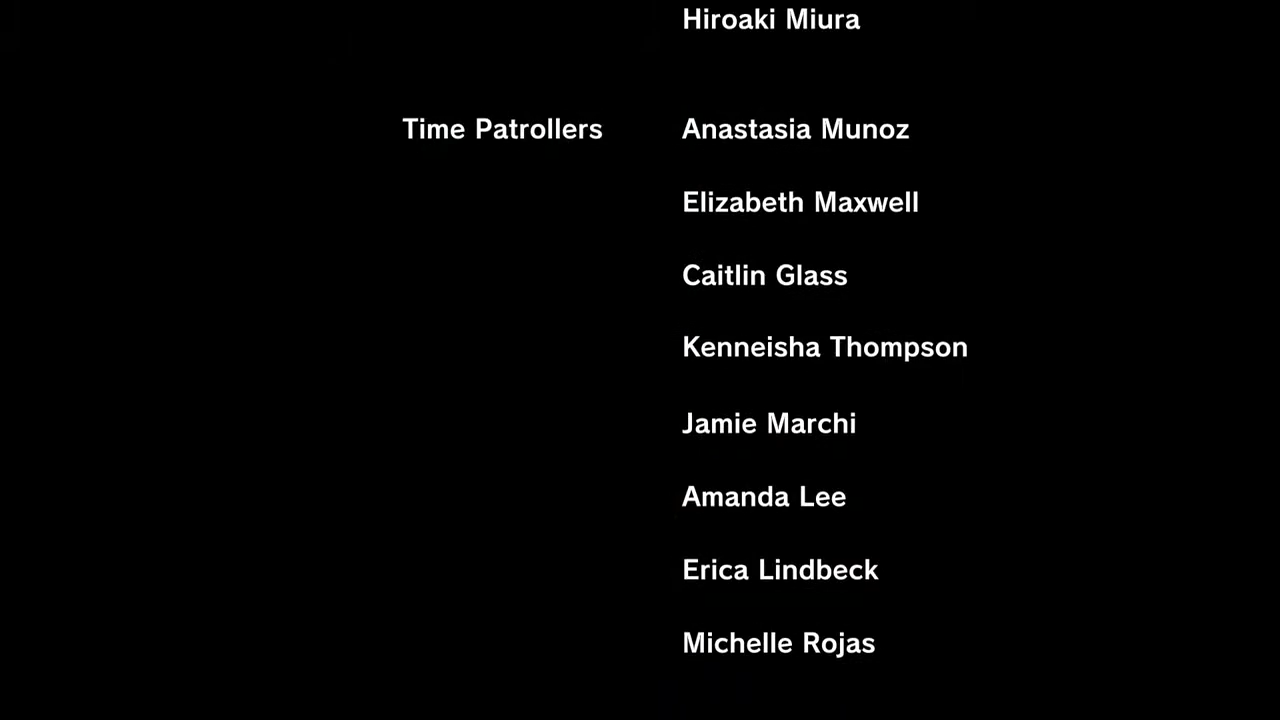 Hiroaki Miura
Time Patrollers Anastasia Munoz
Elizabeth Maxwell
Caitlin Glass
Kenneisha Thompson
Jamie Marchi
Amanda Lee
Erica Lindbeck
Michelle Rojas